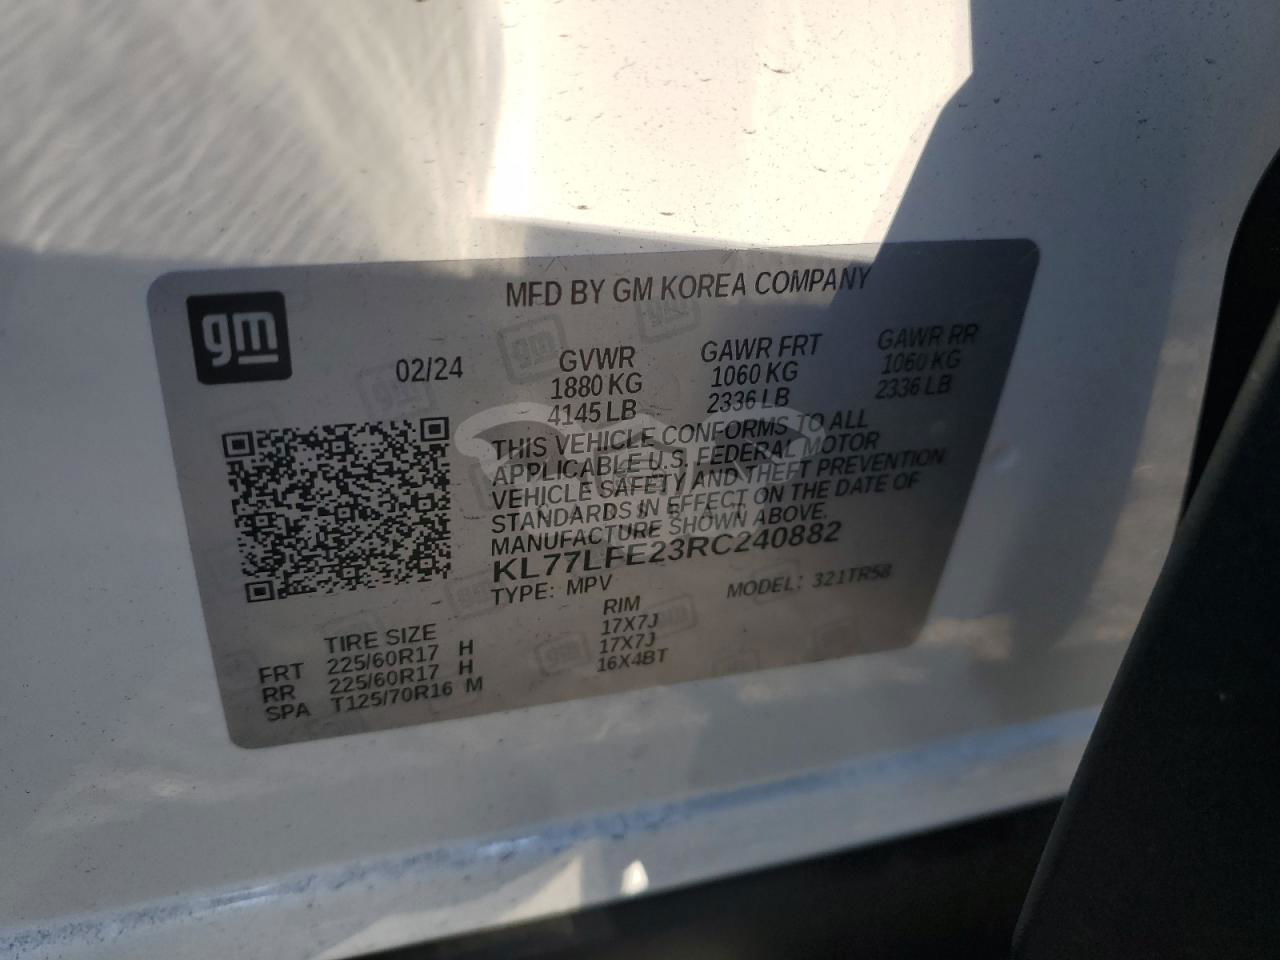 MFD BY GM KOREA COMPANY
gm
02/24
GVWR GAWR FRT GAWR RR
1880 KG 1060 KG 1060 KG
4145 LB 2336 LB 2336 LB
THIS VEHICLE CONFORMS TO ALL
APPLICABLE U.S. FEDERAL MOTOR
VEHICLE SAFETY AND THEFT PREVENTION
STANDARDS IN EFFECT ON THE DATE OF
MANUFACTURE SHOWN ABOVE.
KL77LFE23RC240882
TYPE: MPV MODEL: 321TR58
TIRE SIZE RIM
FRT 225/60R17 H 17X7J
RR 225/60R17 H 17X7J
SPA T125/70R16 M 16X4BT